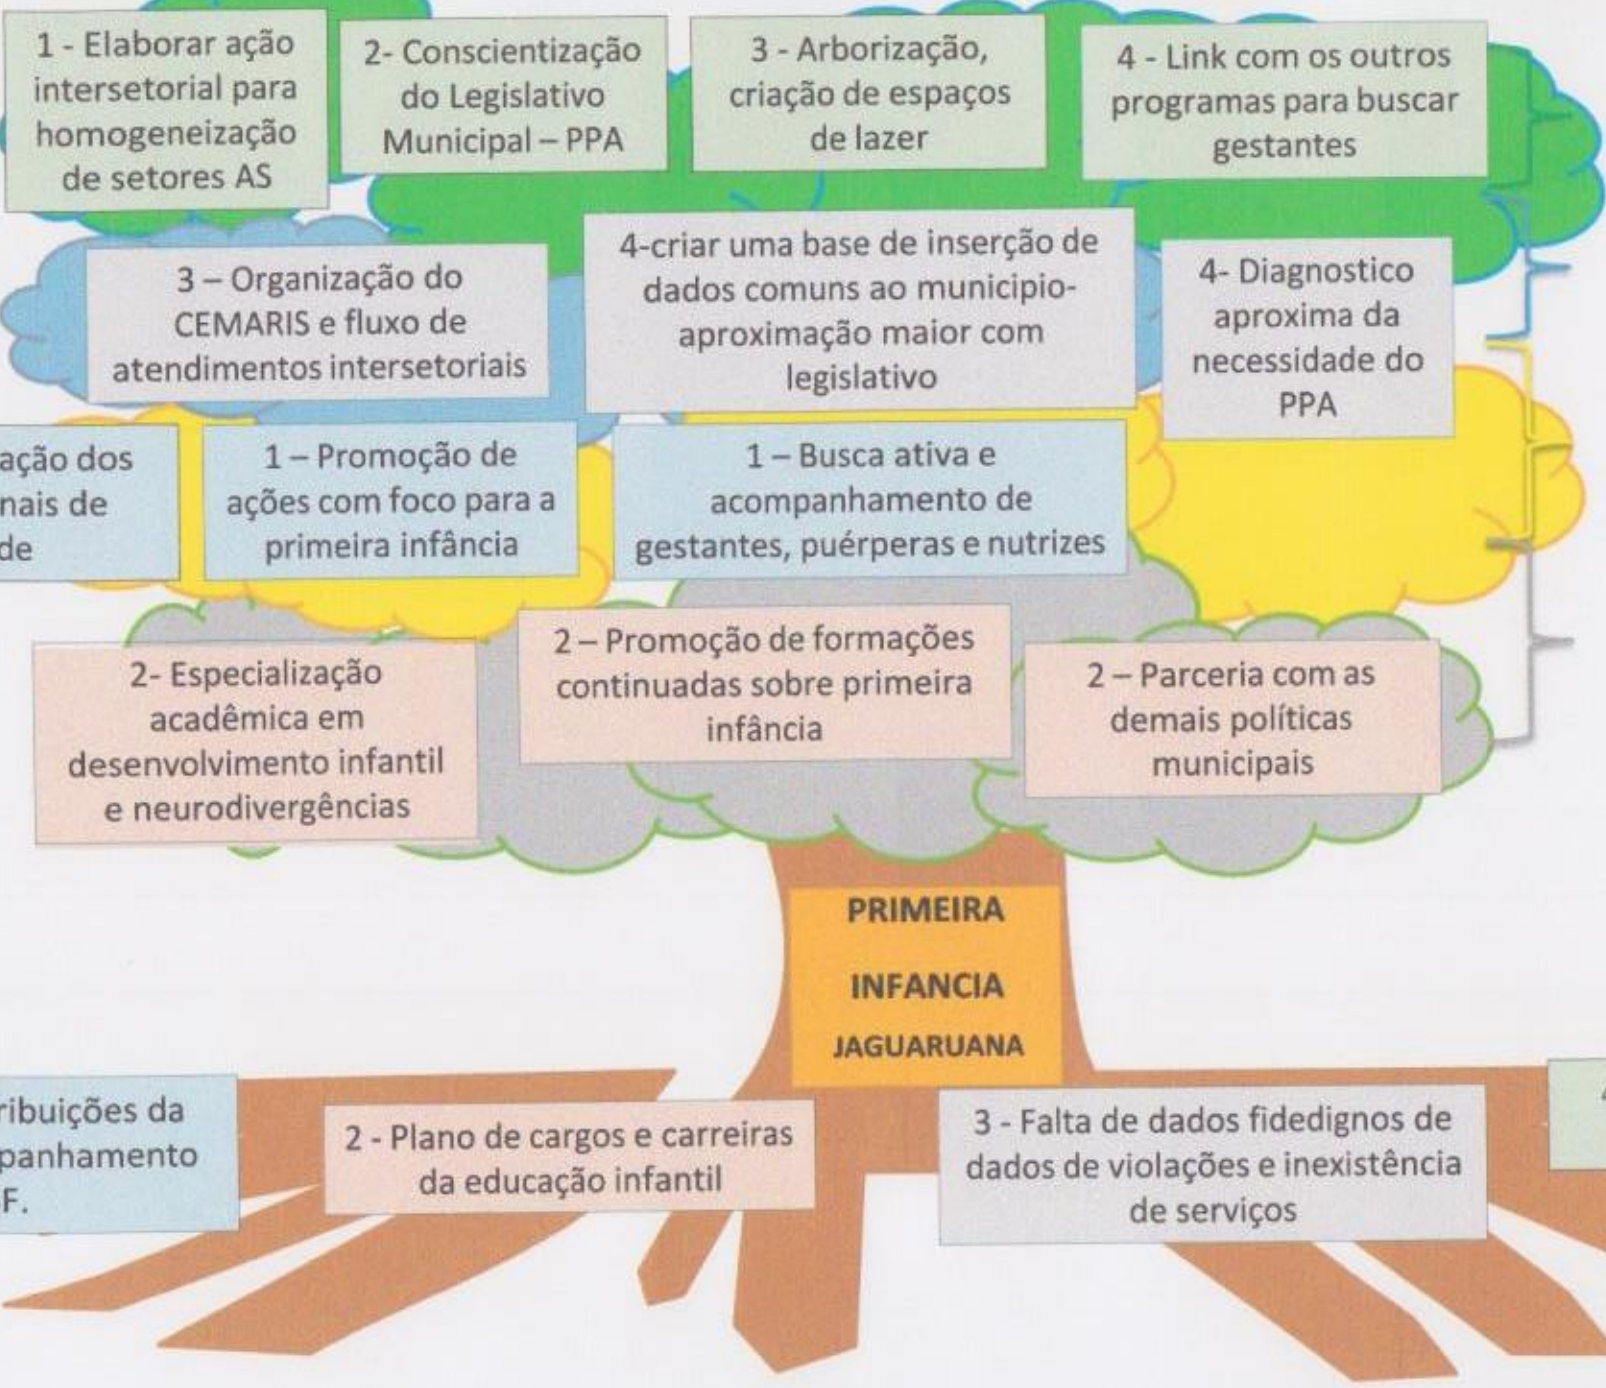 1 - Elaborar ação
intersetorial para
homogeneização
de setores AS
2- Conscientização
do Legislativo
Municipal – PPA
3 - Arborização,
criação de espaços
de lazer
4 - Link com os outros
programas para buscar
gestantes
3 – Organização do
CEMARIS e fluxo de
atendimentos intersetoriais
4-criar uma base de inserção de
dados comuns ao municipio-
aproximação maior com
legislativo
4- Diagnostico
aproxima da
necessidade do
PPA
dos
de
1 – Promoção de
ações com foco para a
primeira infância
1 – Busca ativa e
acompanhamento de
gestantes, puérperas e nutrizes
2- Especialização
acadêmica em
desenvolvimento infantil
e neurodivergências
2 – Promoção de formações
continuadas sobre primeira
infância
2 – Parceria com as
demais políticas
municipais
PRIMEIRA
INFANCIA
JAGUARUANA
da
2 - Plano de cargos e carreiras
da educação infantil
3 - Falta de dados fidedignos de
dados de violações e inexistência
de serviços